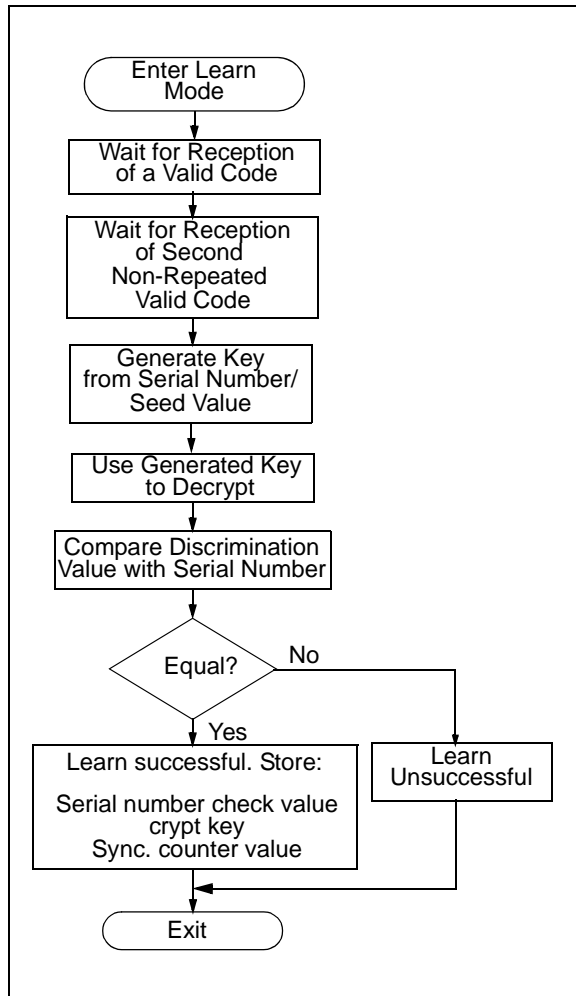 Enter Learn
Mode
Wait for Reception
of a Valid Code
Wait for Reception
of Second
Non-Repeated
Valid Code
Generate Key
from Serial Number/
Seed Value
Use Generated Key
to Decrypt
Compare Discrimination
Value with Serial Number
Equal?
No
Yes
Learn successful. Store:
Serial number check value
crypt key
Sync. counter value
Learn
Unsuccessful
Exit